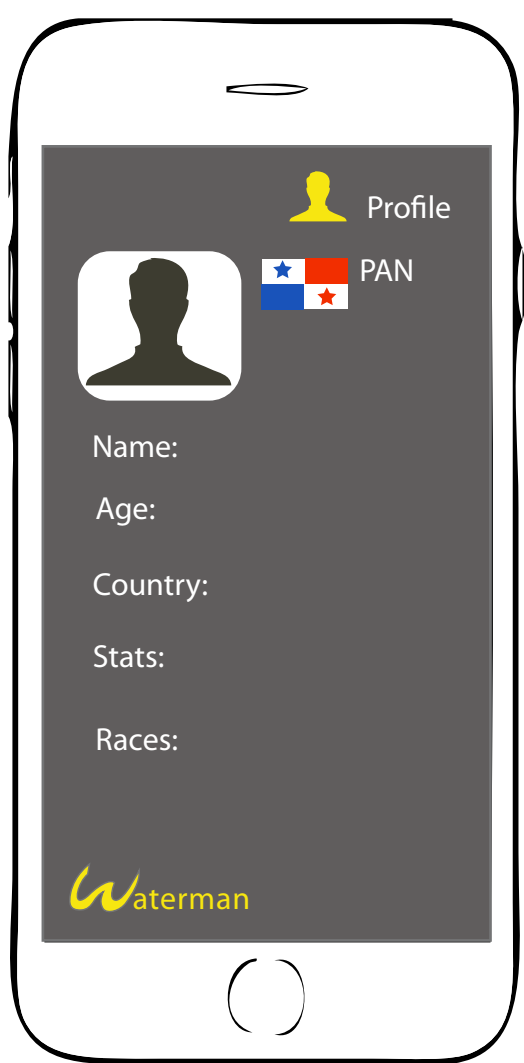 Profile
PAN
Name:
Age:
Country:
Stats:
Races:
Waterman